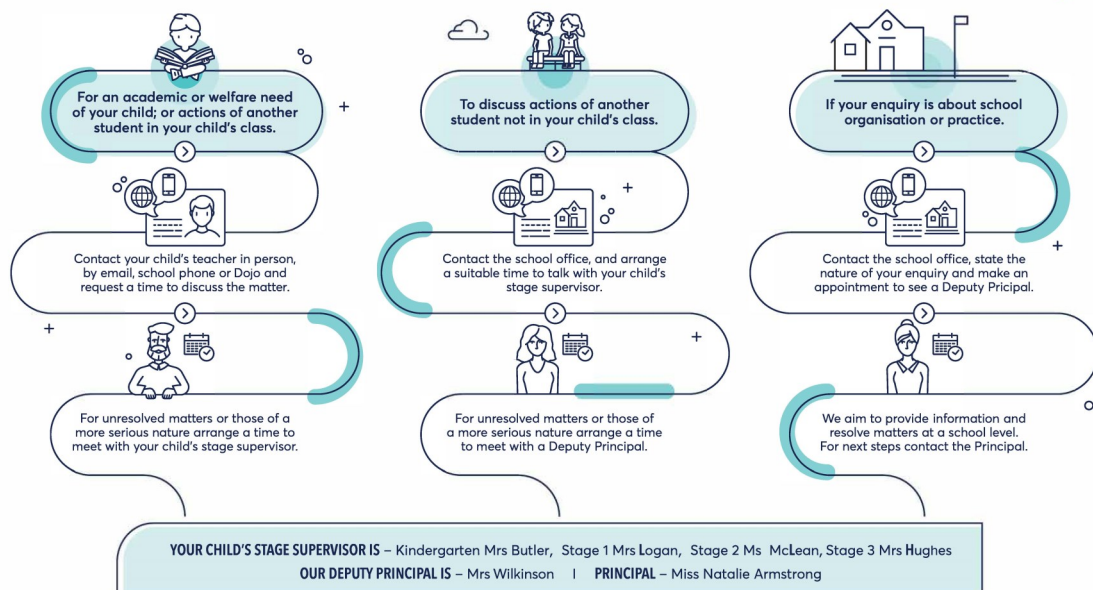 For an academic or welfare need
of your child; or actions of another
student in your child's class.
Contact your child's teacher in person,
by email, school phone or Dojo and
request a time to discuss the matter.
For unresolved matters or those of a
more serious nature arrange a time to
meet with your child's stage supervisor.
To discuss actions of another
student not in your child's class.
Contact the school office, and arrange
a suitable time to talk with your child's
stage supervisor.
For unresolved matters or those of
a more serious nature arrange a time
to meet with a Deputy Principal.
If your enquiry is about school
organisation or practice.
Contact the school office, state the
nature of your enquiry and make an
appointment to see a Deputy Pricipal.
We aim to provide information and
resolve matters at a school level.
For next steps contact the Principal.
YOUR CHILD'S STAGE SUPERVISOR IS – Kindergarten Mrs Butler, Stage 1 Mrs Logan, Stage 2 Ms McLean, Stage 3 Mrs Hughes
OUR DEPUTY PRINCIPAL IS – Mrs Wilkinson I PRINCIPAL – Miss Natalie Armstrong